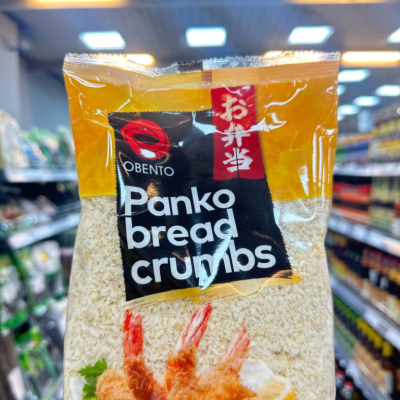 OBENTO
お弁当
Panko
bread
crumbs